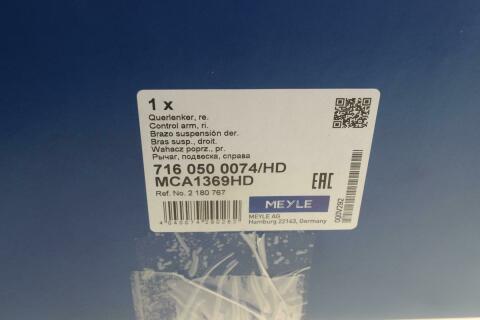 1 x
Querlenker, re.
Control arm, ri.
Brazo suspensión der.
Bras susp., droit.
Wahacz poprz., pr.
Рычаг, подвеска, справа
716 050 0074/HD
MCA1369HD
Ref. No. 2 180 767
EAC
MEYLE
MEYLE AG
Hamburg 22143, Germany